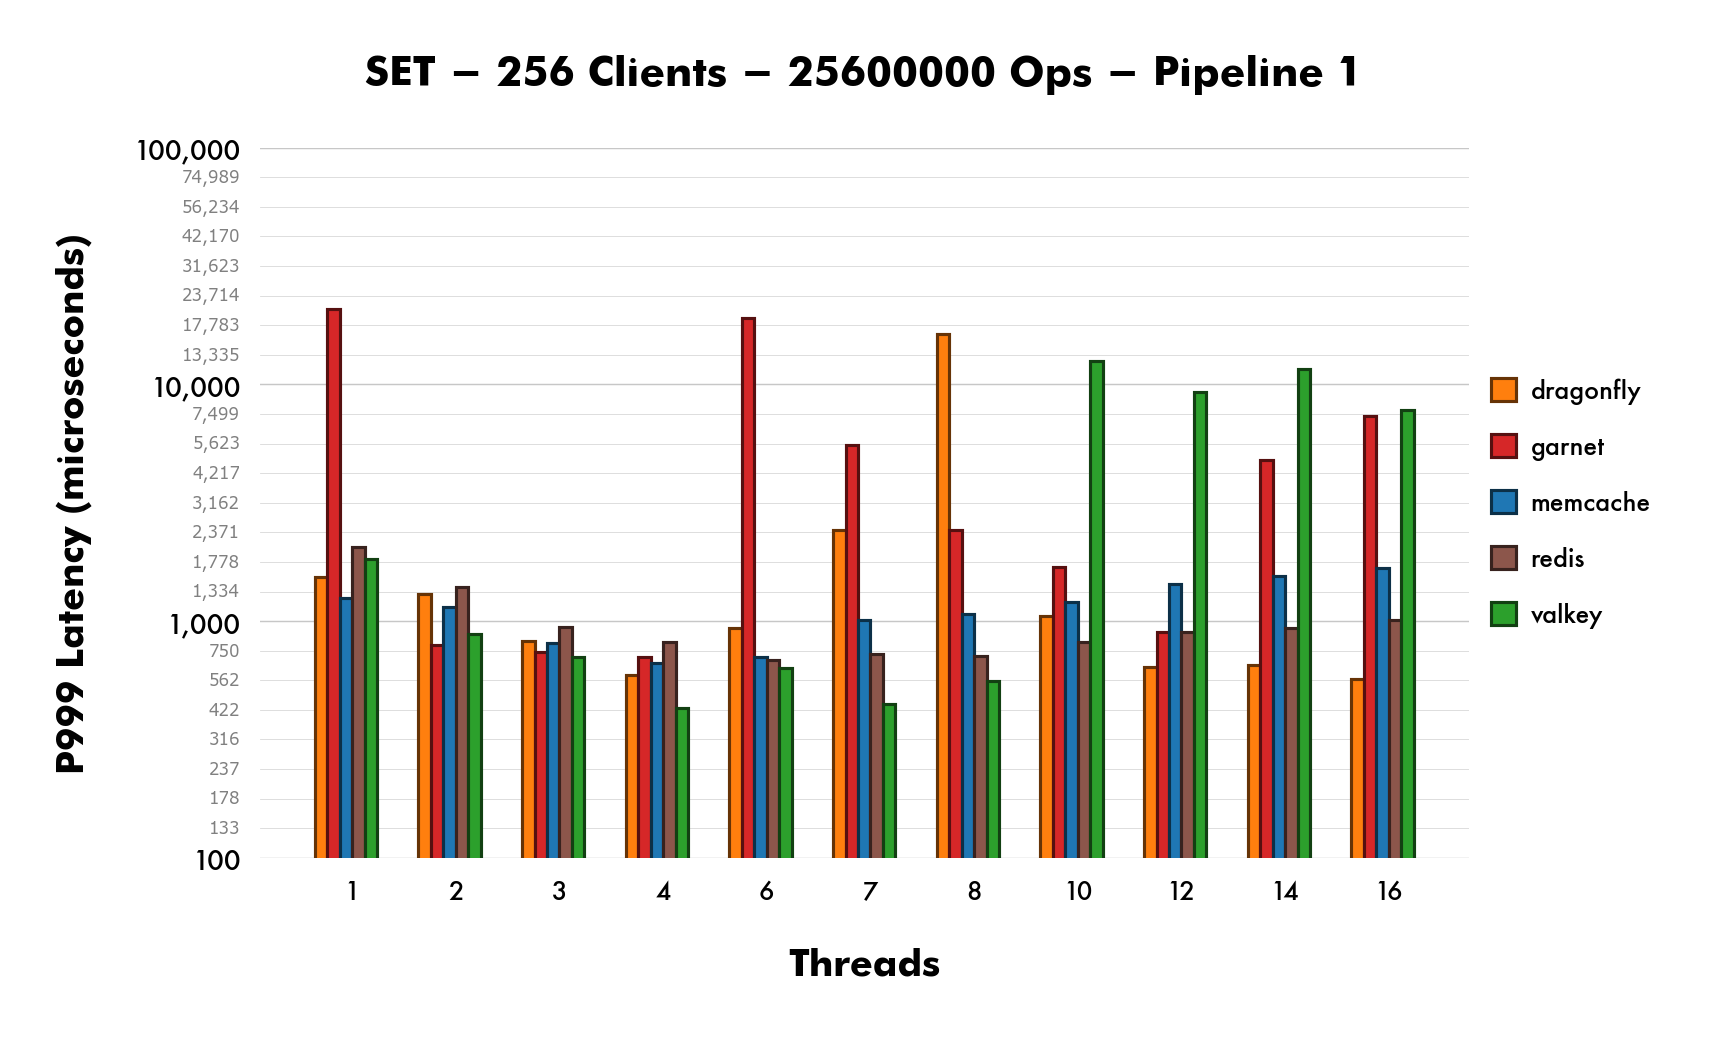 SET – 256 Clients – 25600000 Ops – Pipeline 1
P9999 Latency (microseconds)
100,000
74,989
56,234
42,170
31,623
23,714
17,783
13,335
10,000
7,499
5,623
4,217
3,162
2,371
1,778
1,334
1,000
750
562
422
316
237
178
133
100
1 2 3 4 6 7 8 10 12 14 16
Threads
dragonfly
garnet
memcache
redis
valkey